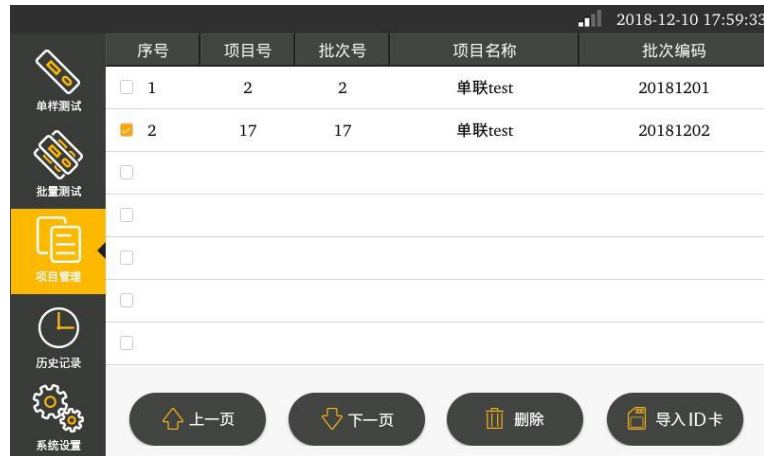 2018-12-10 17:59:33
序号 项目号 批次号 项目名称 批次编码
1 2 2 单联test 20181201
2 17 17 单联test 20181202
单样测试
批量测试
项目管理
历史记录
系统设置
上一页 下一页 删除 导入ID卡